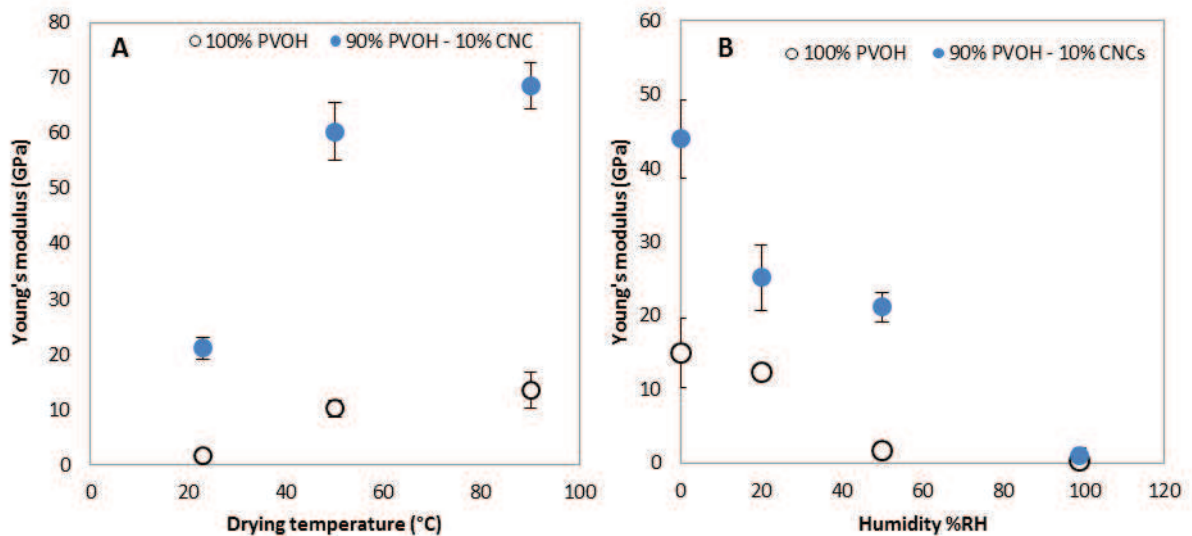 A
100% PVOH
90% PVOH - 10% CNC
80
70
60
50
40
30
20
10
0
Young's modulus (GPa)
0
20
40
60
80
100
Drying temperature (°C)
B
100% PVOH
90% PVOH - 10% CNCs
60
50
40
30
20
10
0
Young's modulus (GPa)
0
20
40
60
80
100
120
Humidity %RH